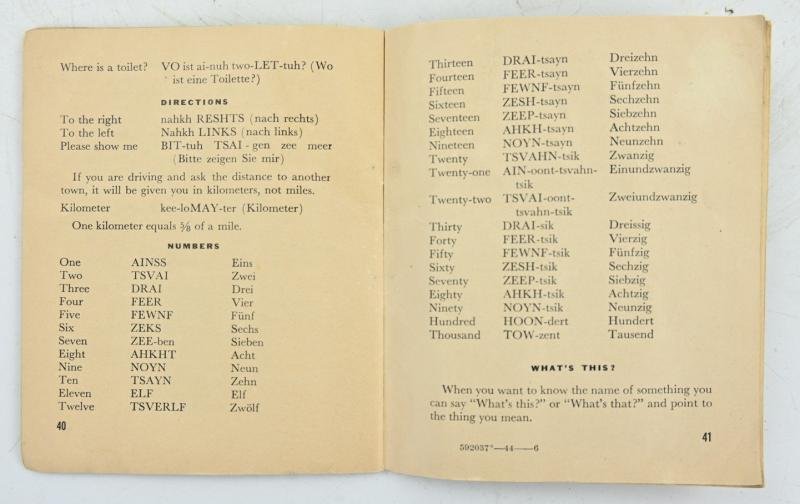 Where is a toilet? VO ist ai-nuh two-LET-tuh? (Wo
ist eine Toilette?)
DIRECTIONS
To the right nahkh RESHTS (nach rechts)
To the left Nahkh LINKS (nach links)
Please show me BIT-tuh TSAI-gen zee meer
(Bitte zeigen Sie mir)
If you are driving and ask the distance to another
town, it will be given you in kilometers, not miles.
Kilometer kee-loMAY-ter (Kilometer)
One kilometer equals ⅝ of a mile.
NUMBERS
One AINSS Eins
Two TSVAI Zwei
Three DRAI Drei
Four FEER Vier
Five FEWNF Fünf
Six ZEKS Sechs
Seven ZEE-ben Sieben
Eight AHKHT Acht
Nine NOYN Neun
Ten TSAYN Zehn
Eleven ELF Elf
Twelve TSVERLF Zwölf
40
Thirteen DRAI-tsayn Dreizehn
Fourteen FEER-tsayn Vierzehn
Fifteen FEWNF-tsayn Fünfzehn
Sixteen ZESH-tsayn Sechzehn
Seventeen ZEEP-tsayn Siebzehn
Eighteen AHKH-tsayn Achtzehn
Nineteen NOYN-tsayn Neunzehn
Twenty TSVAHN-tsik Zwanzig
Twenty-one AIN-oont-tsvahn- Einundzwanzig
tsik
Twenty-two TSVAI-oont- Zweiundzwanzig
tsvahn-tsik
Thirty DRAI-sik Dreissig
Forty FEER-tsik Vierzig
Fifty FEWNF-tsik Fünfzig
Sixty ZESH-tsik Sechzig
Seventy ZEEP-tsik Siebzig
Eighty AHKH-tsik Achtzig
Ninety NOYN-tsik Neunzig
Hundred HOON-dert Hundert
Thousand TOW-zent Tausend
WHAT'S THIS?
When you want to know the name of something you
can say "What's this?" or "What's that?" and point to
the thing you mean.
592037°—44——6
41